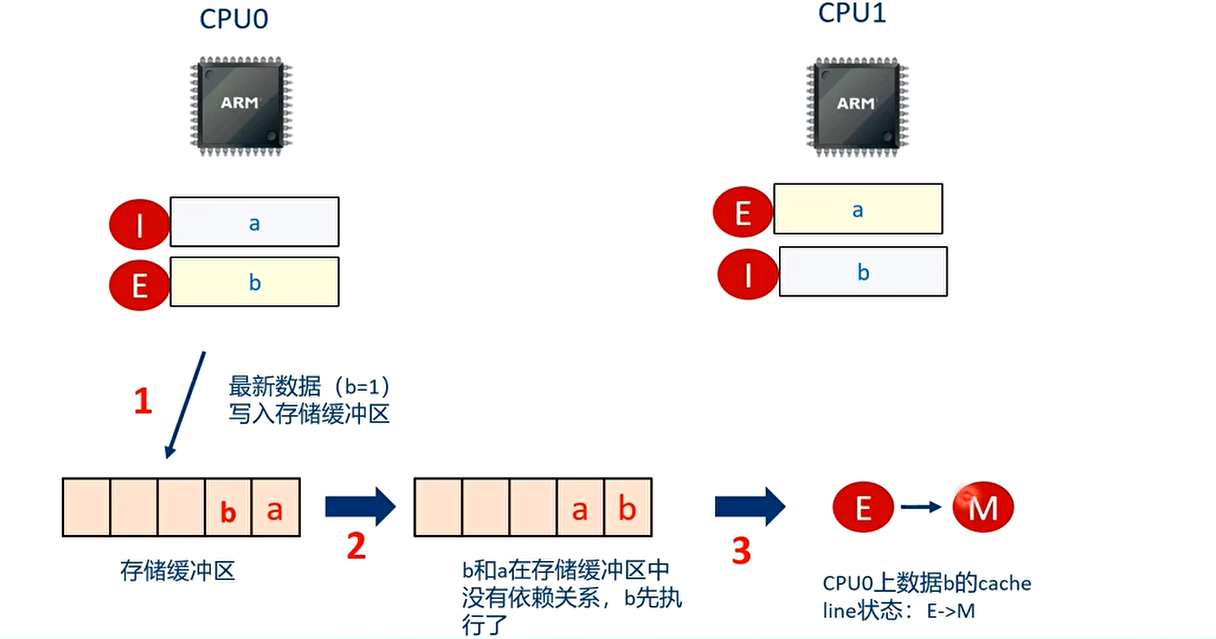 CPU0
CPU1
ARM
ARM
I
a
E
a
E
b
I
b
1
最新数据（b=1）
写入存储缓冲区
b
a
2
a
b
3
E
M
存储缓冲区
b和a在存储缓冲区中
没有依赖关系，b先执
行了
CPU0上数据b的cache
line状态：E->M